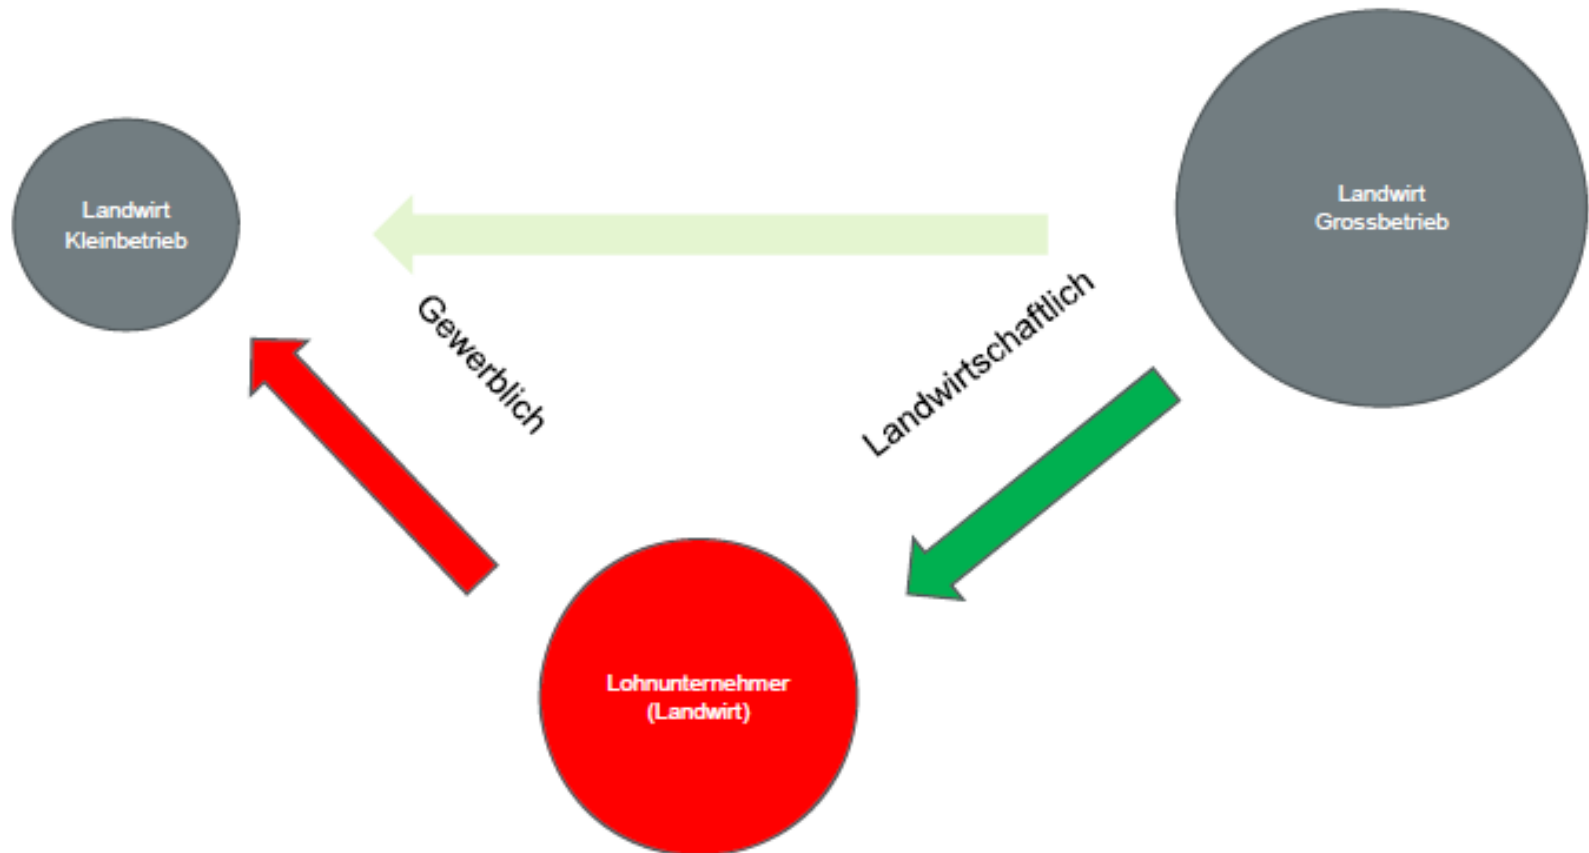 Landwirt
Kleinbetrieb
Landwirt
Grossbetrieb
Gewerblich
Landwirtschaftlich
Lohnunternehmer
(Landwirt)